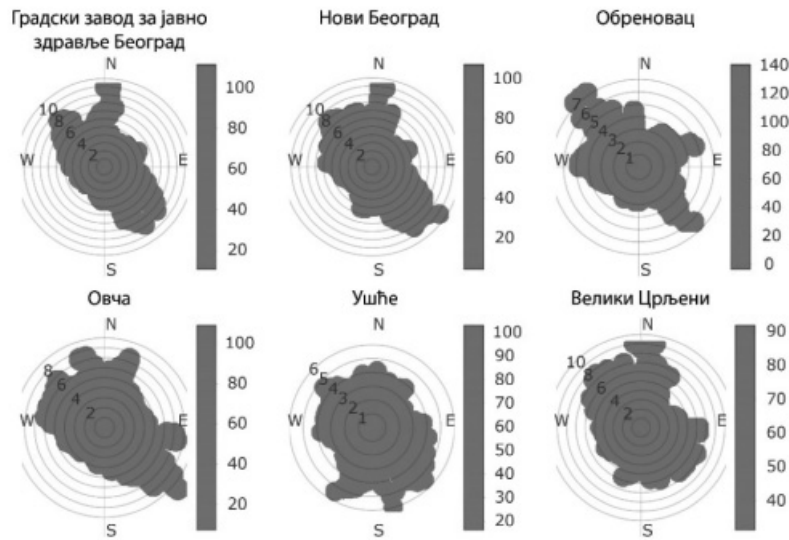 Градски завод за јавно
здравље Београд
N
10
8
6
4
2
W
E
S
100
80
60
40
20
Нови Београд
N
10
8
6
4
2
W
E
S
100
80
60
40
20
Обреновац
N
7
6
5
4
3
2
1
W
E
S
140
120
100
80
60
40
20
0
Овча
N
8
6
4
2
W
E
S
100
80
60
40
20
Ушће
N
6
5
4
3
2
1
W
E
S
100
90
80
70
60
50
40
30
20
Велики Црљени
N
10
8
6
4
2
W
E
S
90
80
70
60
50
40